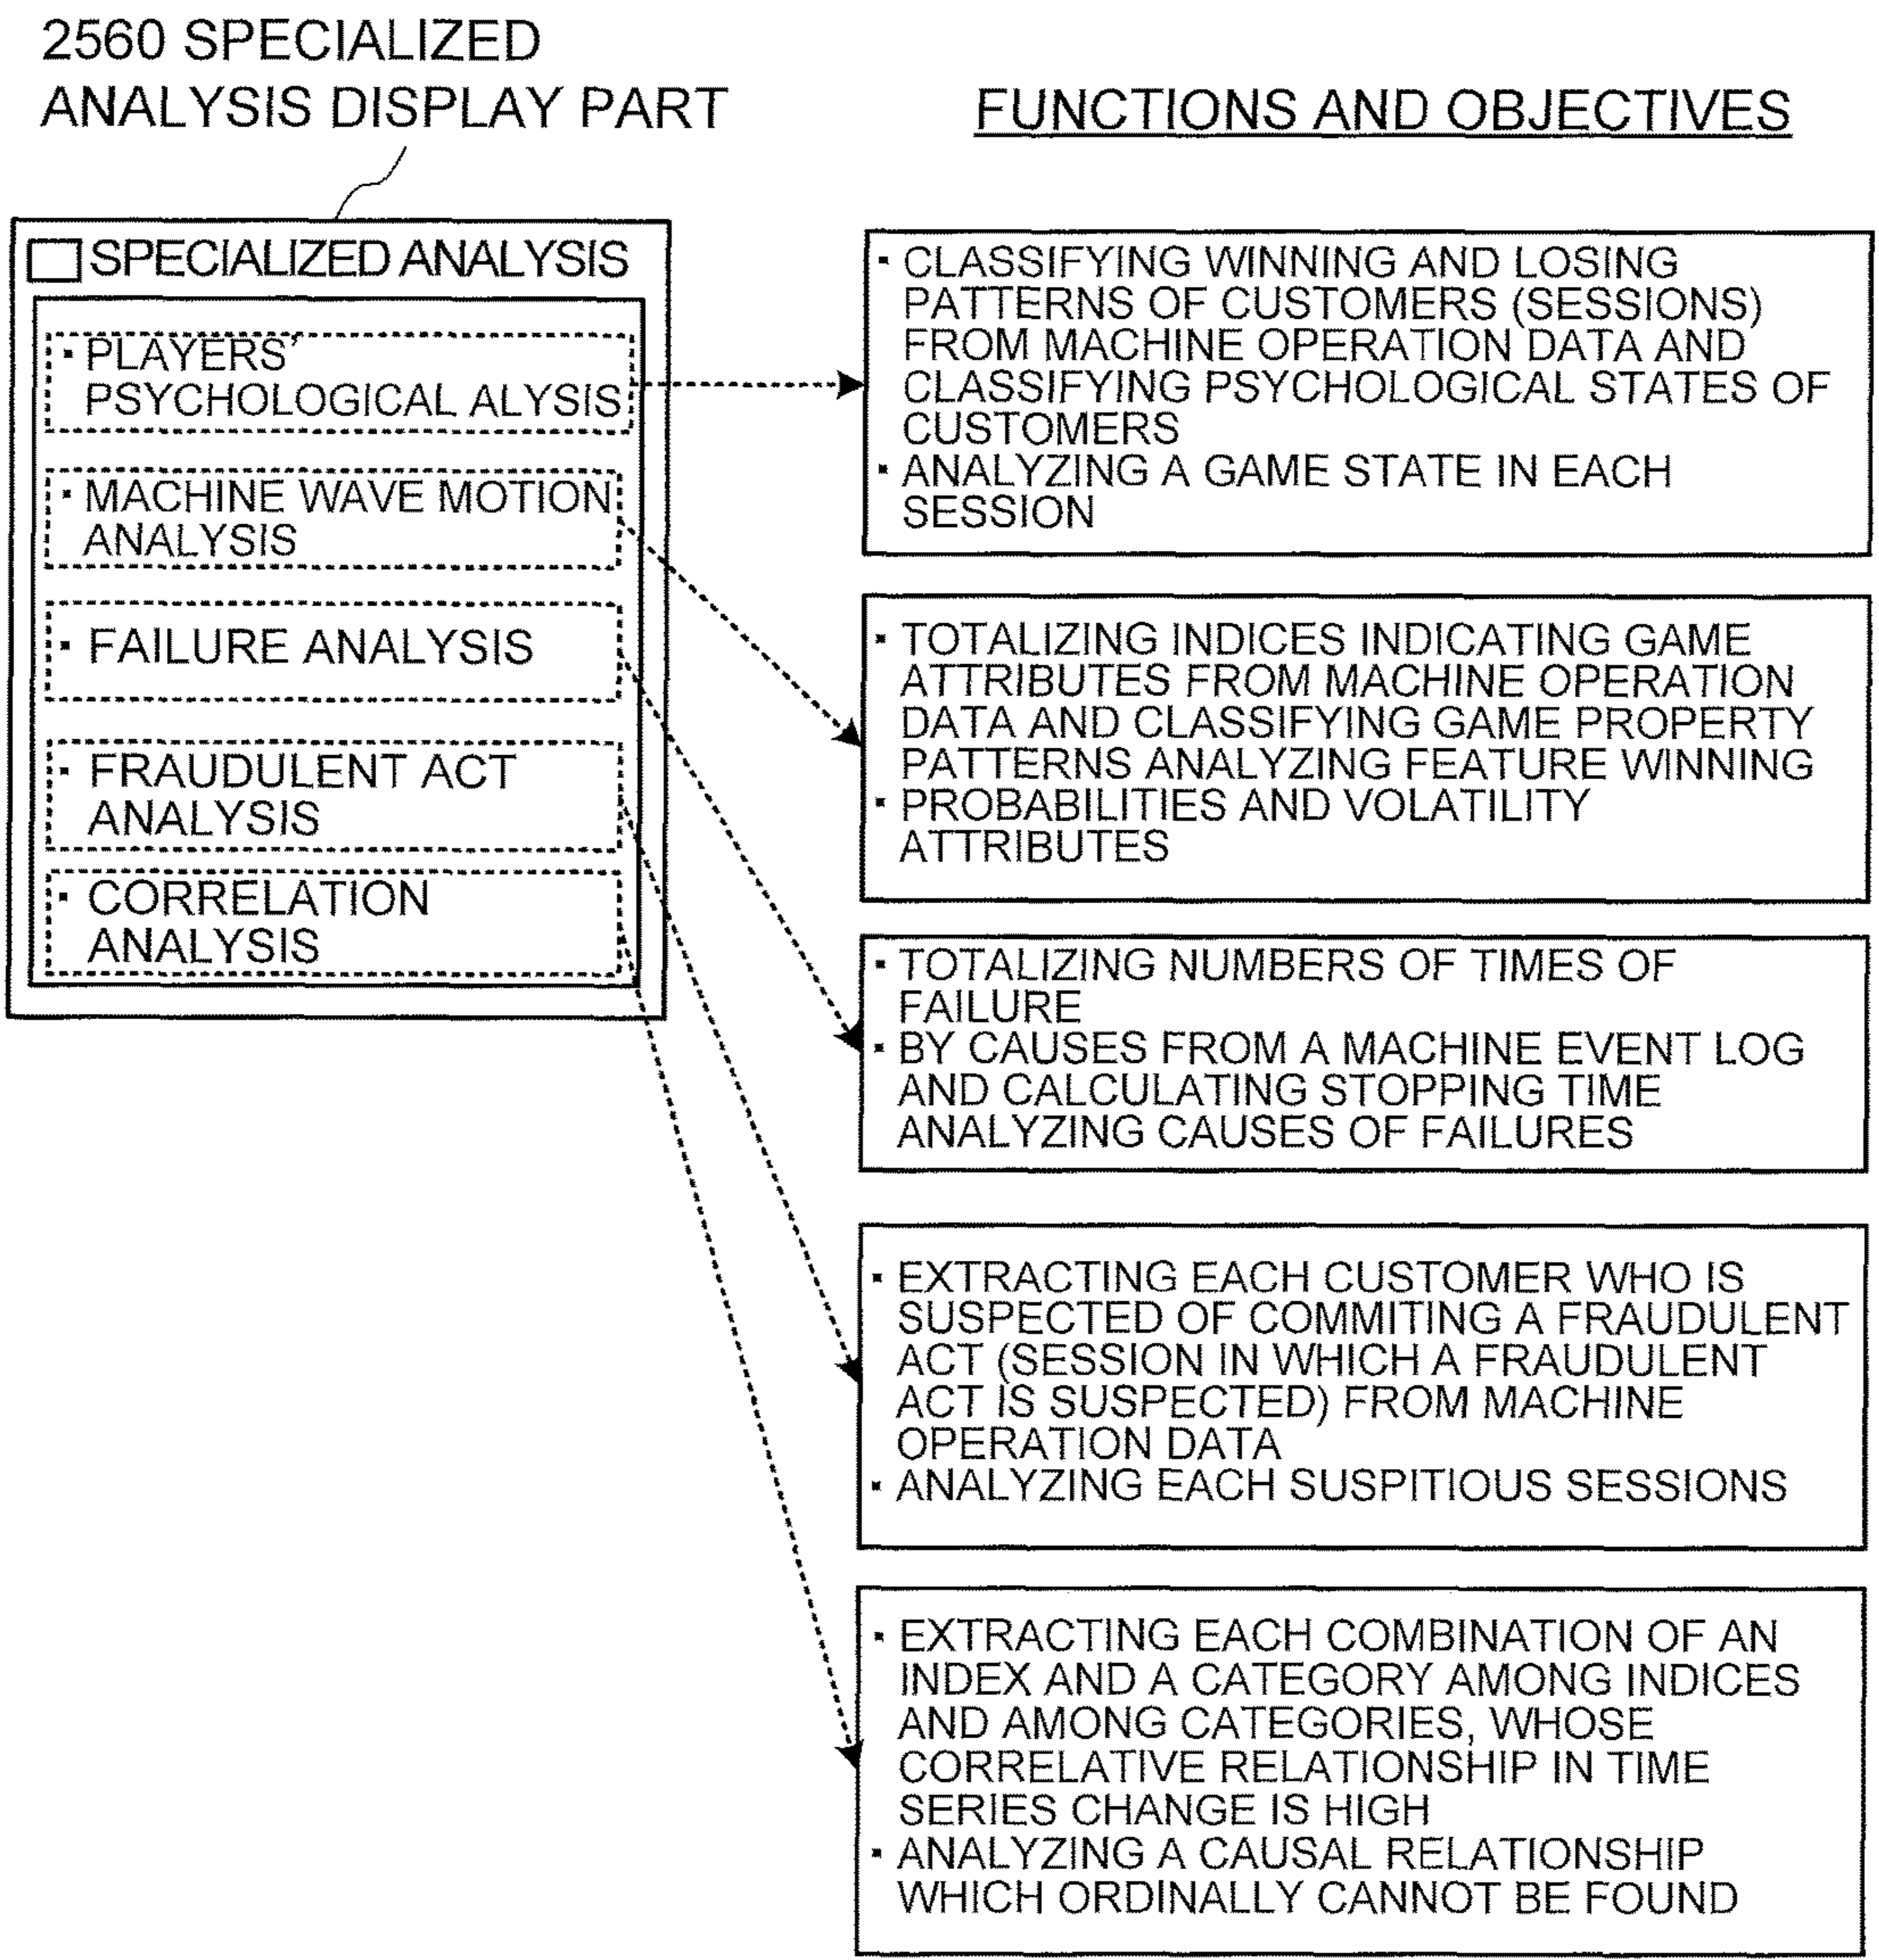 2560 SPECIALIZED
ANALYSIS DISPLAY PART
FUNCTIONS AND OBJECTIVES
SPECIALIZED ANALYSIS
· PLAYERS'
PSYCHOLOGICAL ALYSIS
· MACHINE WAVE MOTION
ANALYSIS
· FAILURE ANALYSIS
· FRAUDULENT ACT
ANALYSIS
· CORRELATION
ANALYSIS
· CLASSIFYING WINNING AND LOSING
PATTERNS OF CUSTOMERS (SESSIONS)
FROM MACHINE OPERATION DATA AND
CLASSIFYING PSYCHOLOGICAL STATES OF
CUSTOMERS
· ANALYZING A GAME STATE IN EACH
SESSION
· TOTALIZING INDICES INDICATING GAME
ATTRIBUTES FROM MACHINE OPERATION
DATA AND CLASSIFYING GAME PROPERTY
PATTERNS ANALYZING FEATURE WINNING
· PROBABILITIES AND VOLATILITY
ATTRIBUTES
· TOTALIZING NUMBERS OF TIMES OF
FAILURE
· BY CAUSES FROM A MACHINE EVENT LOG
AND CALCULATING STOPPING TIME
ANALYZING CAUSES OF FAILURES
· EXTRACTING EACH CUSTOMER WHO IS
SUSPECTED OF COMMITING A FRAUDULENT
ACT (SESSION IN WHICH A FRAUDULENT
ACT IS SUSPECTED) FROM MACHINE
OPERATION DATA
· ANALYZING EACH SUSPITIOUS SESSIONS
· EXTRACTING EACH COMBINATION OF AN
INDEX AND A CATEGORY AMONG INDICES
AND AMONG CATEGORIES, WHOSE
CORRELATIVE RELATIONSHIP IN TIME
SERIES CHANGE IS HIGH
· ANALYZING A CAUSAL RELATIONSHIP
WHICH ORDINALLY CANNOT BE FOUND